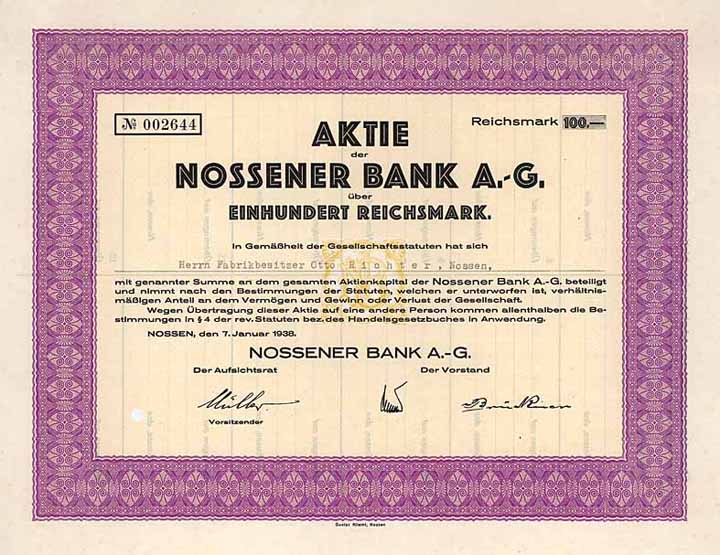 № 002644
Reichsmark 100.—
AKTIE
der
NOSSENER BANK A.-G.
über
EINHUNDERT REICHSMARK.
In Gemäßheit der Gesellschaftsstatuten hat sich
Herrn Fabrikbesitzer Otto Richter, Nossen,
mit genannter Summe an dem gesamten Aktienkapital der Nossener Bank A.-G. beteiligt
und nimmt nach den Bestimmungen der Statuten, welchen er unterworfen ist, verhältnis-
mäßigen Anteil an dem Vermögen und Gewinn oder Verlust der Gesellschaft.
Wegen Übertragung dieser Aktie auf eine andere Person kommen allenthalben die Be-
stimmungen in § 4 der rev. Statuten bez. des Handelsgesetzbuches in Anwendung.
NOSSEN, den 7. Januar 1938.
NOSSENER BANK A.-G.
Der Aufsichtsrat
Der Vorstand
Müller
Vorsitzender
Nossen